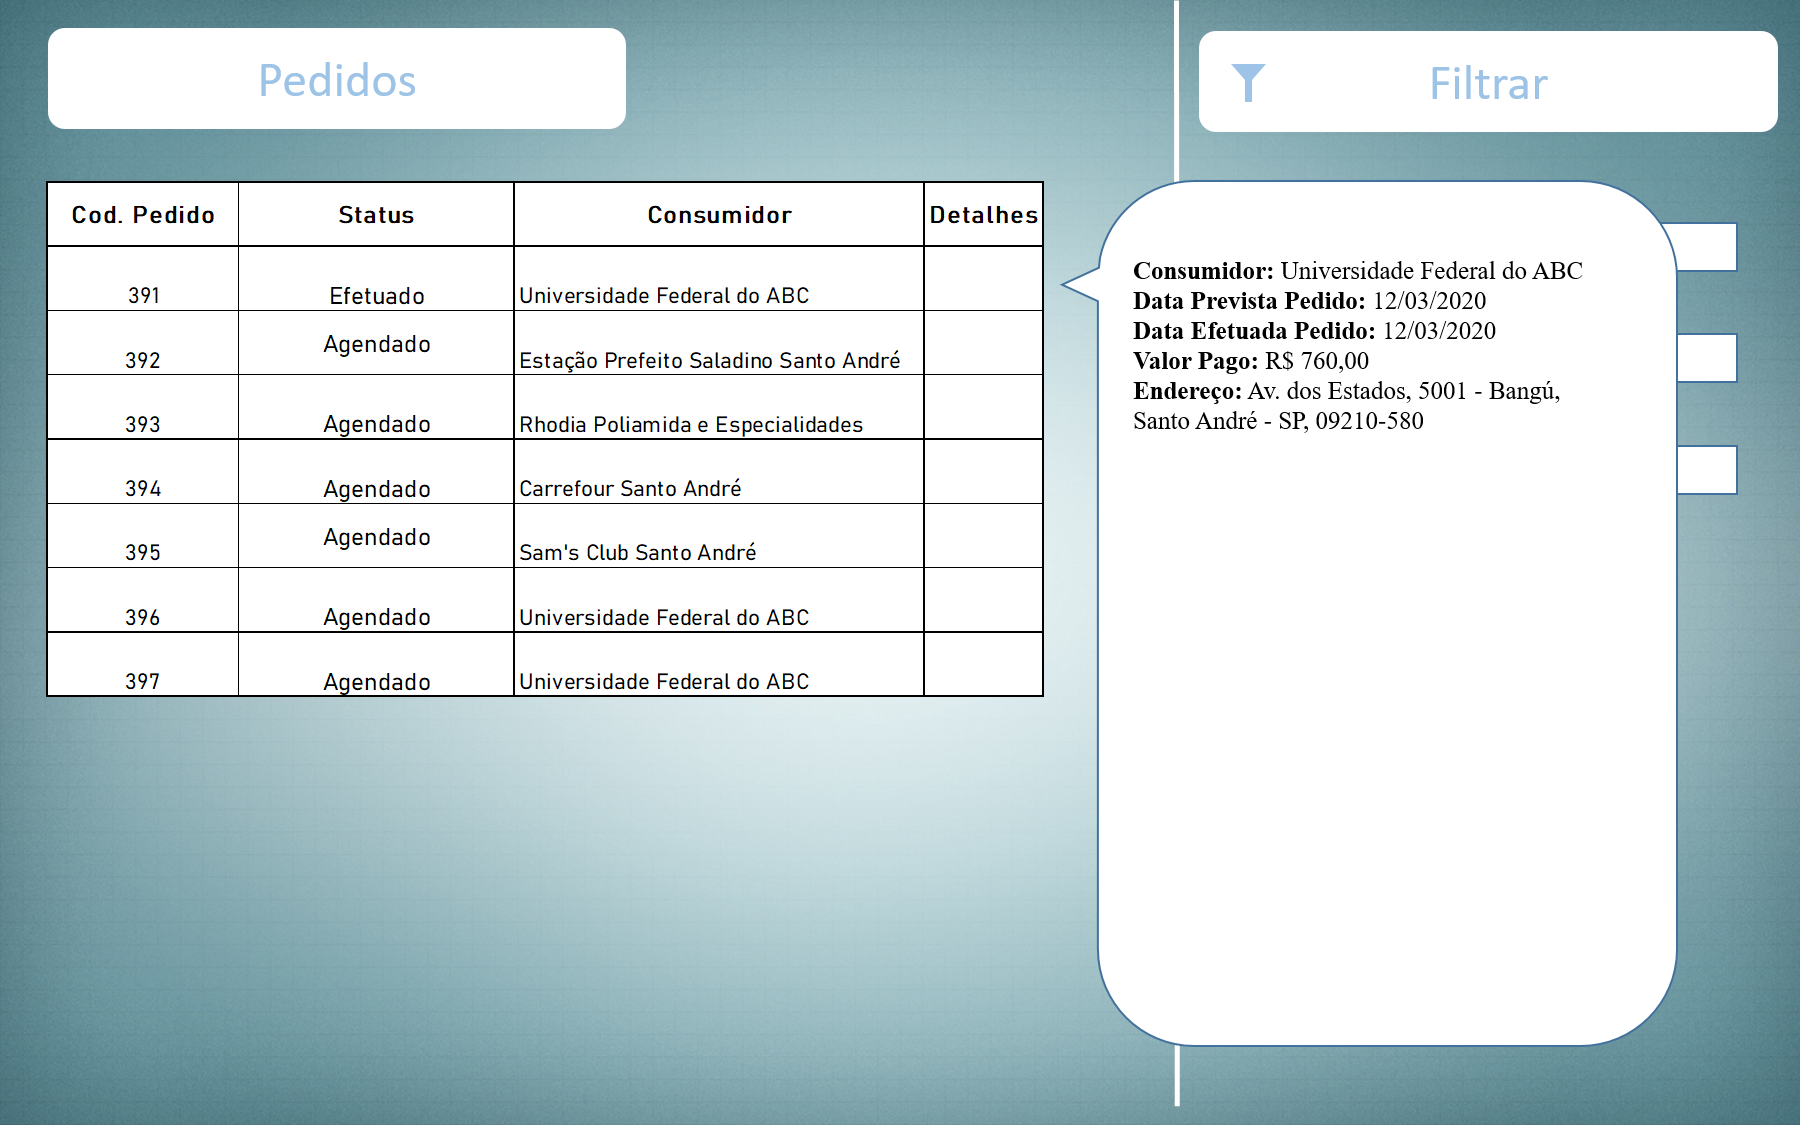 Pedidos
Filtrar
Cod. Pedido Status Consumidor Detalhes
391 Efetuado Universidade Federal do ABC
392 Agendado Estação Prefeito Saladino Santo André
393 Agendado Rhodia Poliamida e Especialidades
394 Agendado Carrefour Santo André
395 Agendado Sam's Club Santo André
396 Agendado Universidade Federal do ABC
397 Agendado Universidade Federal do ABC
Consumidor: Universidade Federal do ABC
Data Prevista Pedido: 12/03/2020
Data Efetuada Pedido: 12/03/2020
Valor Pago: R$ 760,00
Endereço: Av. dos Estados, 5001 - Bangú,
Santo André - SP, 09210-580